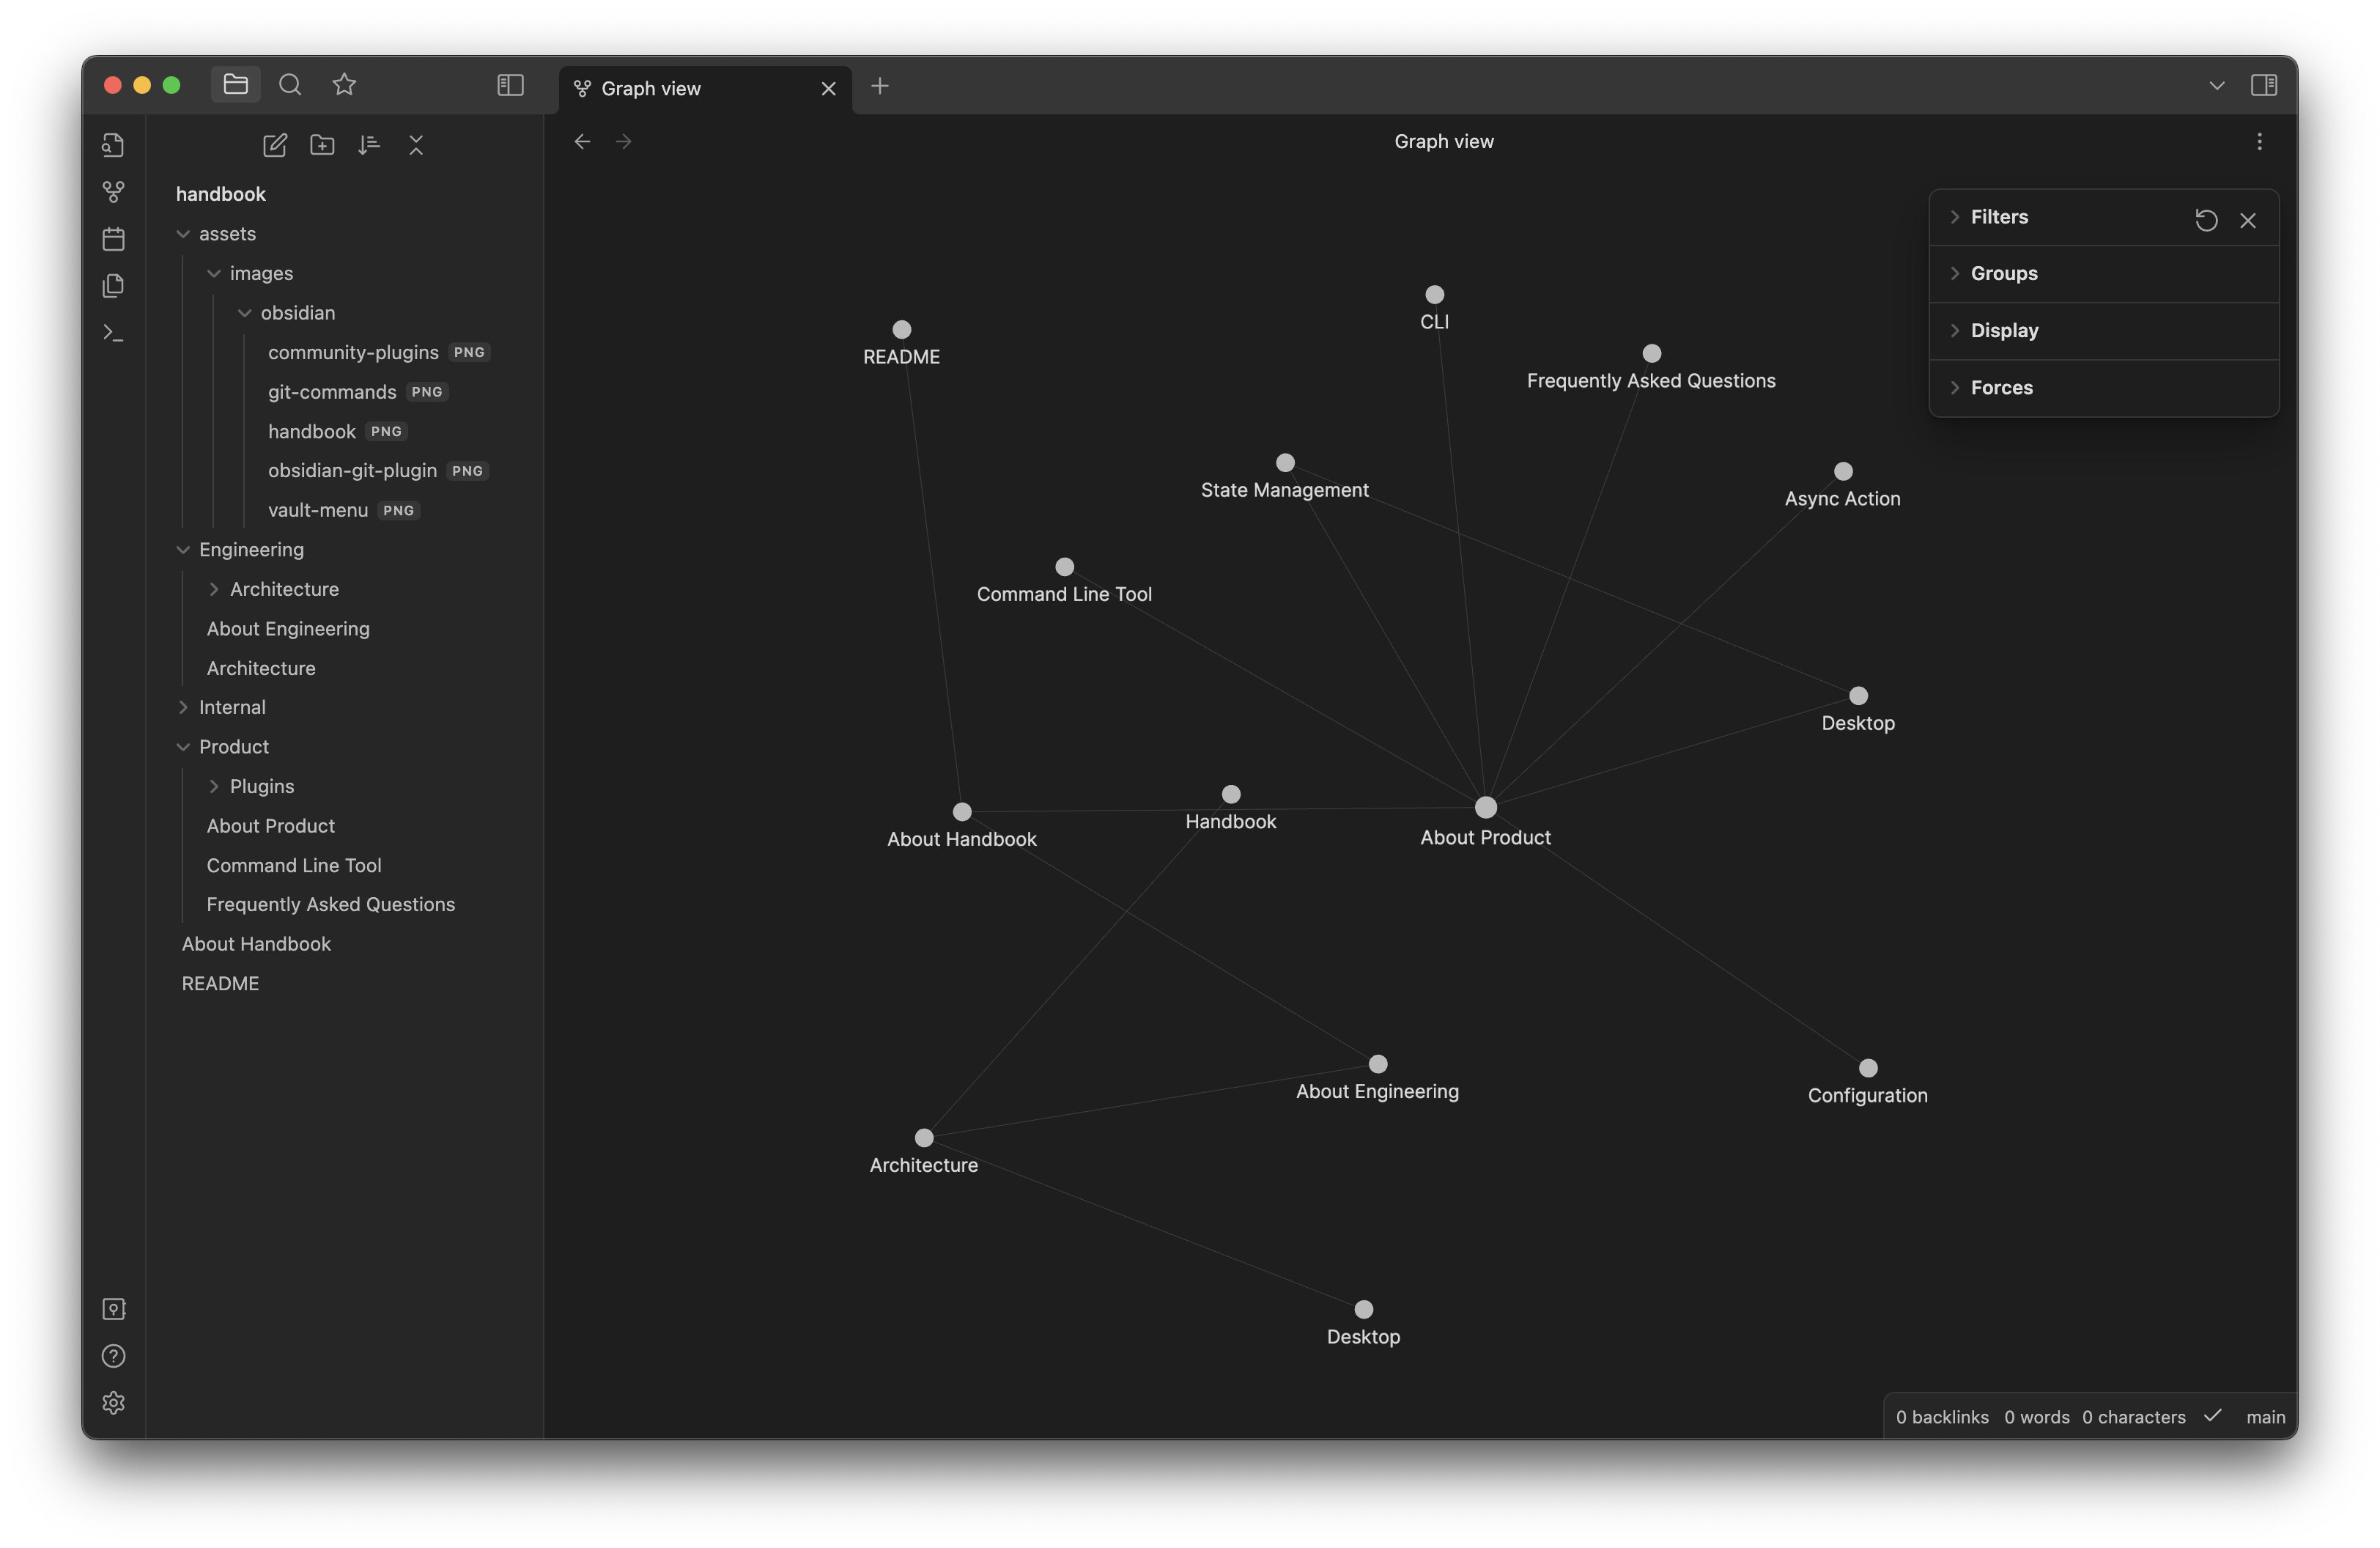 Graph view
Graph view
handbook
assets
images
obsidian
community-plugins PNG
git-commands PNG
handbook PNG
obsidian-git-plugin PNG
vault-menu PNG
Engineering
Architecture
About Engineering
Architecture
Internal
Product
Plugins
About Product
Command Line Tool
Frequently Asked Questions
About Handbook
README
Filters
Groups
Display
Forces
CLI
README
Frequently Asked Questions
State Management
Async Action
Command Line Tool
Desktop
Handbook
About Product
About Handbook
About Engineering
Configuration
Architecture
Desktop
0 backlinks 0 words 0 characters main